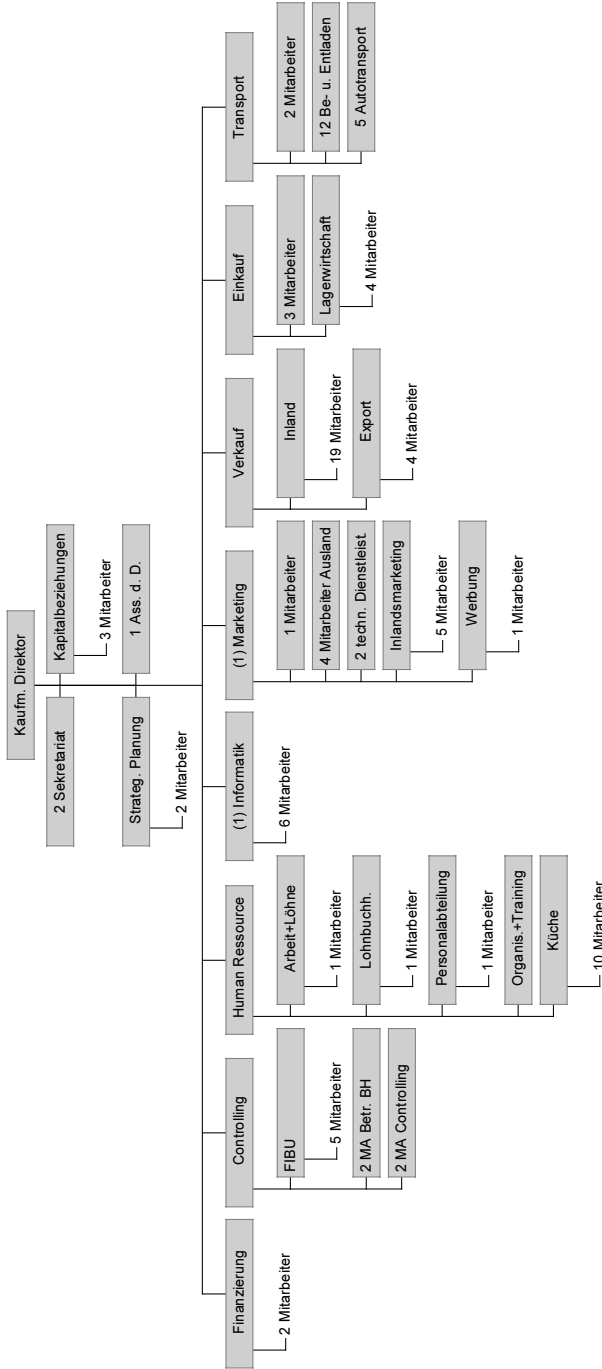 Kaufm. Direktor
2 Sekretariat
Kapitalbeziehungen
3 Mitarbeiter
Strateg. Planung
2 Mitarbeiter
1 Ass. d. D.
Finanzierung
2 Mitarbeiter
Controlling
FIBU
5 Mitarbeiter
2 MA Betr. BH
2 MA Controlling
Human Ressource
Arbeit+Löhne
1 Mitarbeiter
Lohnbuchh.
1 Mitarbeiter
Personalabteilung
1 Mitarbeiter
Organis.+Training
Küche
10 Mitarbeiter
(1) Informatik
6 Mitarbeiter
(1) Marketing
1 Mitarbeiter
4 Mitarbeiter Ausland
2 techn. Dienstleist.
Inlandsmarketing
5 Mitarbeiter
Werbung
1 Mitarbeiter
Verkauf
Inland
19 Mitarbeiter
Export
4 Mitarbeiter
Einkauf
3 Mitarbeiter
Lagerwirtschaft
4 Mitarbeiter
Transport
2 Mitarbeiter
12 Be- u. Entladen
5 Autotransport